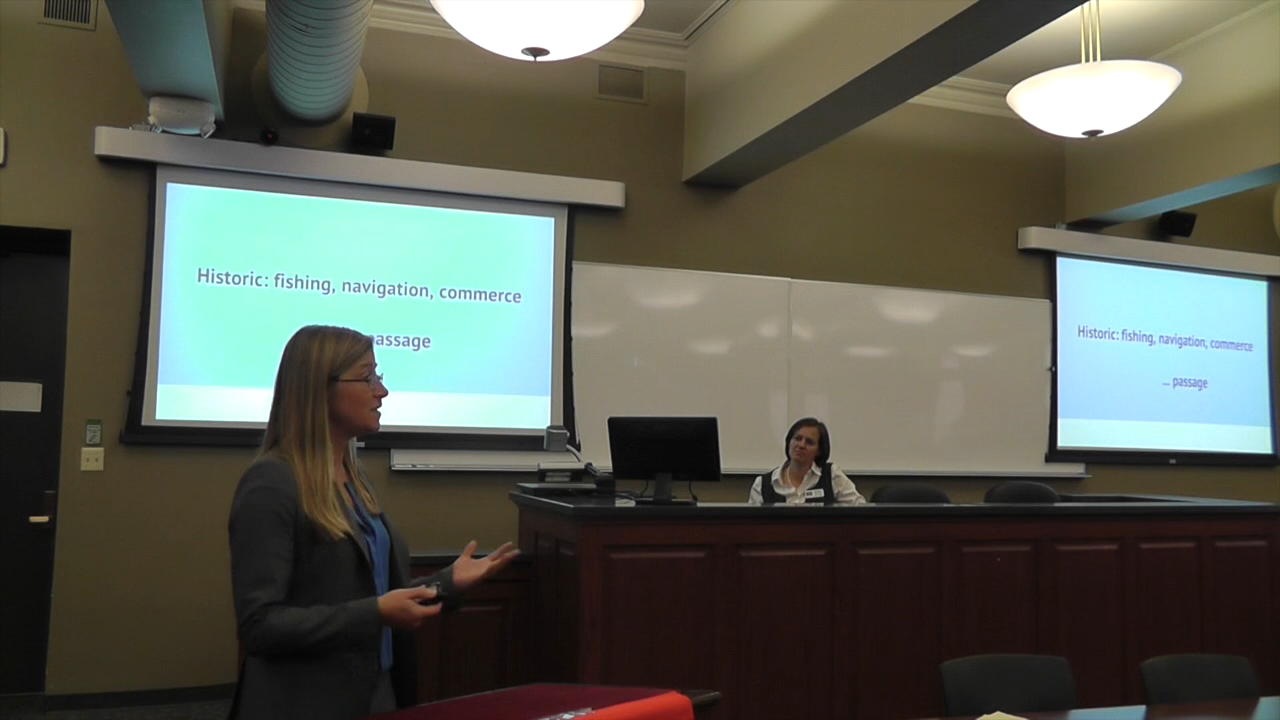 Historic: fishing, navigation, commerce
passage
Historic: fishing, navigation, commerce
... passage